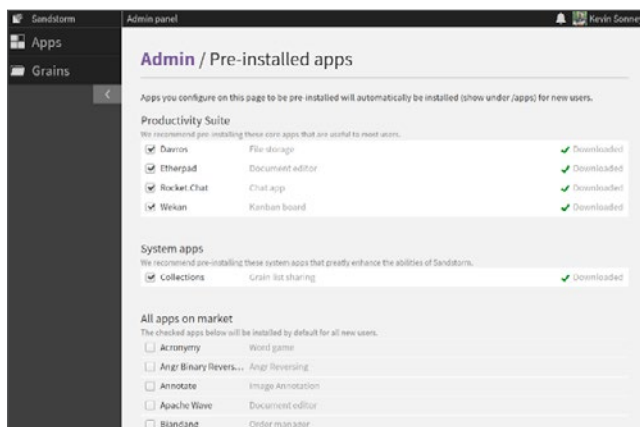 Sandstorm
Admin panel
Kevin Sonne
Apps
Grains
Admin / Pre-installed apps
Apps you configure on this page to be pre-installed will automatically be installed (show under /apps) for new users.
Productivity Suite
We recommend pre-installing these core apps that are useful to most users.
Davros File storage Downloaded
Etherpad Document editor Downloaded
Rocket.Chat Chat app Downloaded
Wekan Kanban board Downloaded
System apps
We recommend pre-installing these system apps that greatly enhance the abilities of Sandstorm.
Collections Grain list sharing Downloaded
All apps on market
The checked apps below will be installed by default for all new users.
Acronymy Word game
Angr Binary Revers... Angr Reversing
Annotate Image Annotation
Apache Wave Document editor
Blandang Order manager